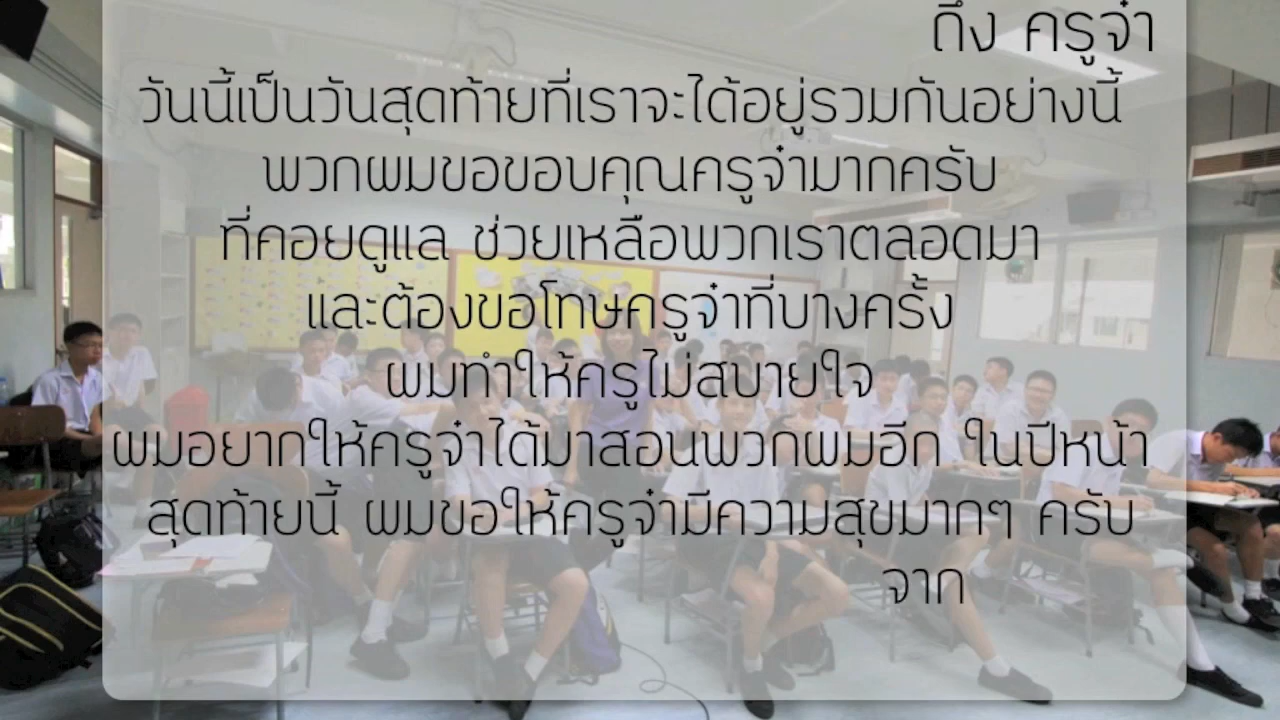 ถึง ครูจ๋า
วันนี้เป็นวันสุดท้ายที่เราจะได้อยู่รวมกันอย่างนี้
พวกผมขอขอบคุณครูจ๋ามากครับ
ที่คอยดูแล ช่วยเหลือพวกเราตลอดมา
และต้องขอโทษครูจ๋าที่บางครั้ง
ผมทำให้ครูไม่สบายใจ
ผมอยากให้ครูจ๋าได้มาสอนพวกผมอีก ในปีหน้า
สุดท้ายนี้ ผมขอให้ครูจ๋ามีความสุขมากๆ ครับ
จาก